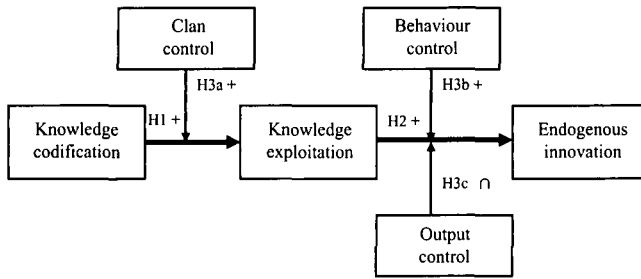 Clan
control
Behaviour
control
H3a +
H3b +
Knowledge
codification
H1 +
Knowledge
exploitation
H2 +
Endogenous
innovation
H3c ∩
Output
control